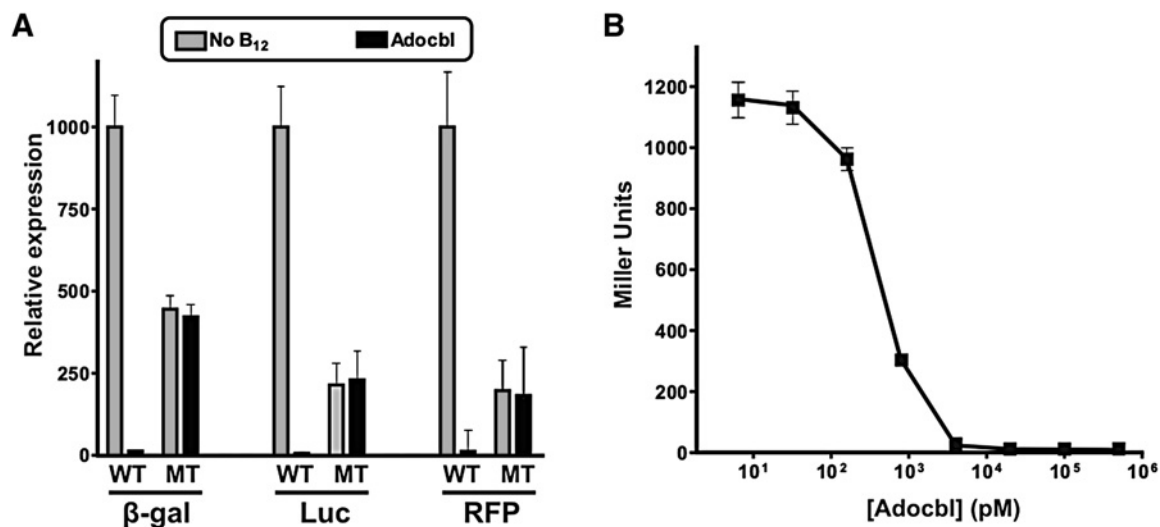 A
No B₁₂ Adocbl
Relative expression
1000
750
500
250
0
WT MT WT MT WT MT
β-gal Luc RFP
B
Miller Units
1200
1000
800
600
400
200
0
10¹ 10² 10³ 10⁴ 10⁵ 10⁶
[Adocbl] (pM)